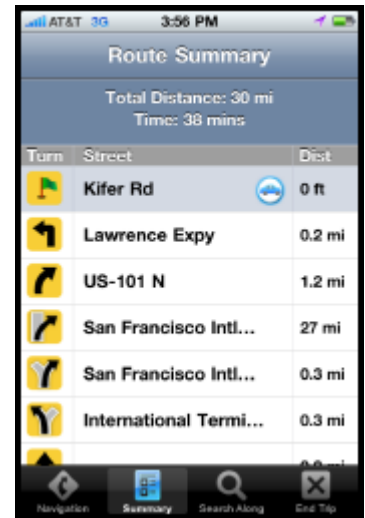 AT&T 3G 3:56 PM
Route Summary
Total Distance: 30 mi
Time: 38 mins
Turn Street Dist
Kifer Rd 0 ft
Lawrence Expy 0.2 mi
US-101 N 1.2 mi
San Francisco Intl... 27 mi
San Francisco Intl... 0.3 mi
International Termi... 0.3 mi
Navigation Summary Search Along End Trip